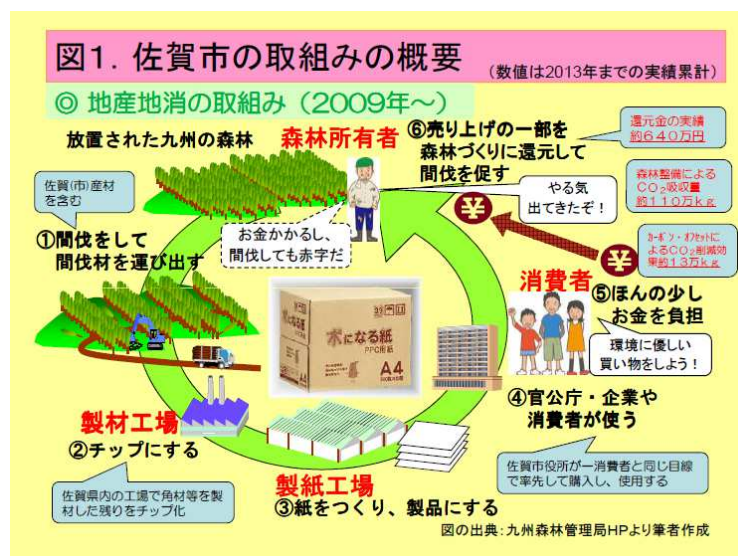 図1. 佐賀市の取組みの概要
(数値は2013年までの実績累計)
◎ 地産地消の取組み(2009年~)
放置された九州の森林
森林所有者
⑥売り上げの一部を
森林づくりに還元して
間伐を促す
還元金の実績
約640万円
佐賀(市)産材
を含む
やる気
出てきたぞ!
森林整備による
CO2吸収量
約110万kg
①間伐をして
間伐材を運び出す
お金かかるし、
間伐しても赤字だ
カーボン・オフセットに
よるCO2削減効
果約13万kg
消費者
⑤ほんの少し
お金を負担
環境に優しい
買い物をしよう!
木になる紙
PPC用紙
A4
製材工場
②チップにする
④官公庁・企業や
消費者が使う
佐賀県内の工場で角材等を製
材した残りをチップ化
製紙工場
③紙をつくり、製品にする
佐賀市役所が一消費者と同じ目線
で率先して購入し、使用する
図の出典:九州森林管理局HPより筆者作成